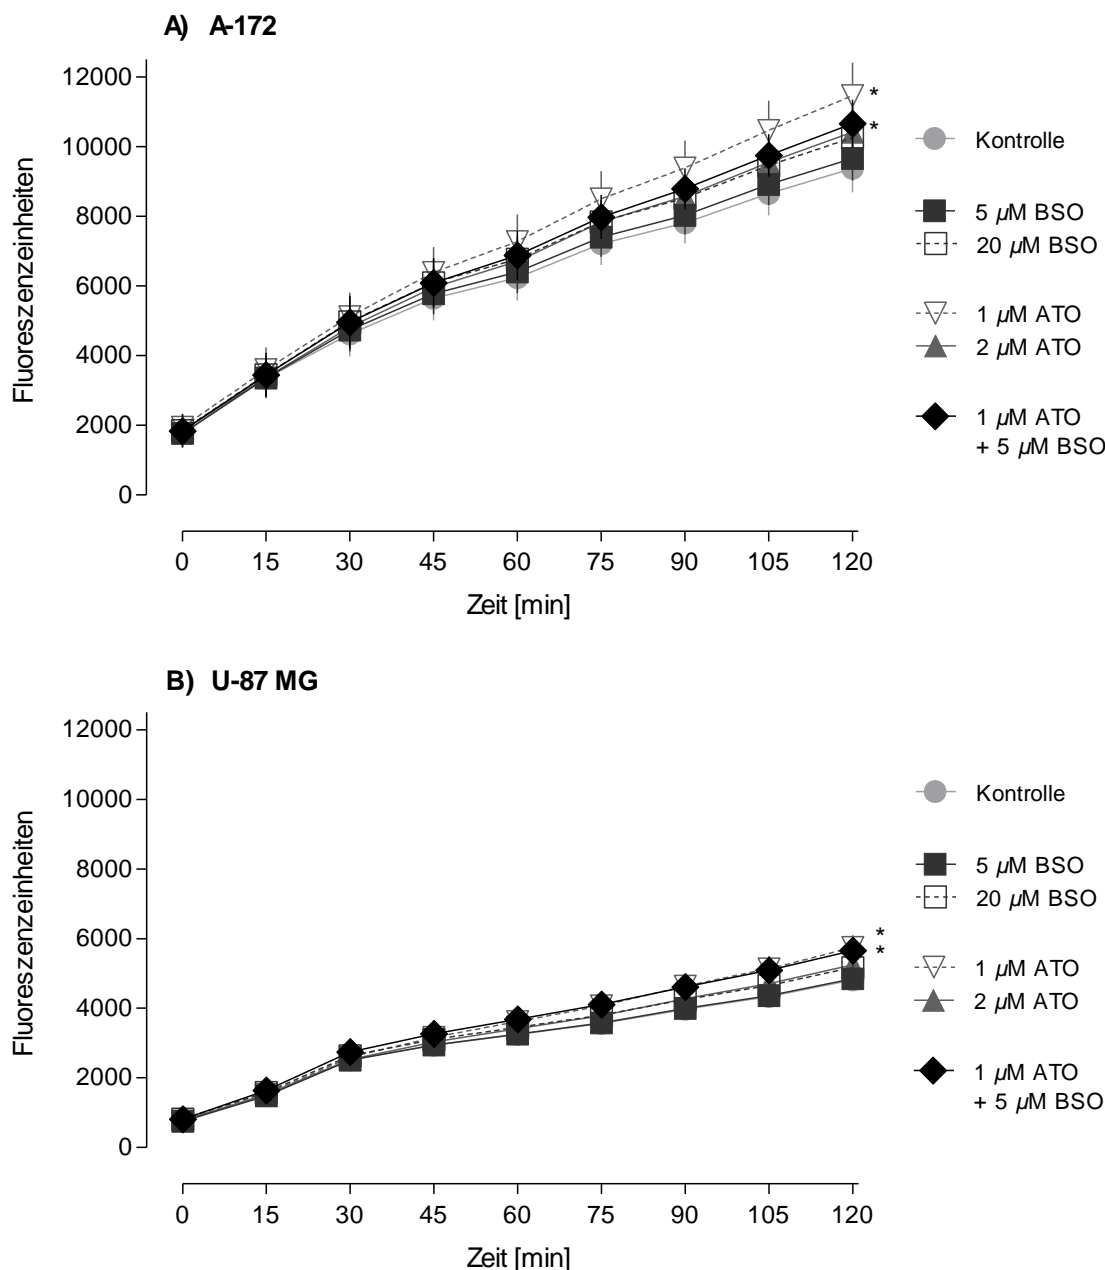 A) A-172
12000
10000
8000
6000
4000
2000
0
Fluoreszenzeinheiten
*
*
0 15 30 45 60 75 90 105 120
Zeit [min]
Kontrolle
5 µM BSO
20 µM BSO
1 µM ATO
2 µM ATO
1 µM ATO
+ 5 µM BSO
B) U-87 MG
12000
10000
8000
6000
4000
2000
0
Fluoreszenzeinheiten
*
*
0 15 30 45 60 75 90 105 120
Zeit [min]
Kontrolle
5 µM BSO
20 µM BSO
1 µM ATO
2 µM ATO
1 µM ATO
+ 5 µM BSO